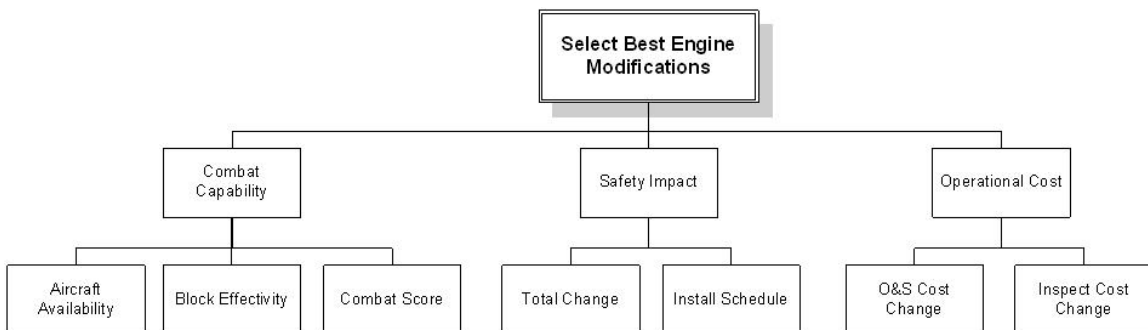 Select Best Engine
Modifications
Combat
Capability
Safety Impact
Operational Cost
Aircraft
Availability
Block Effectivity
Combat Score
Total Change
Install Schedule
O&S Cost
Change
Inspect Cost
Change